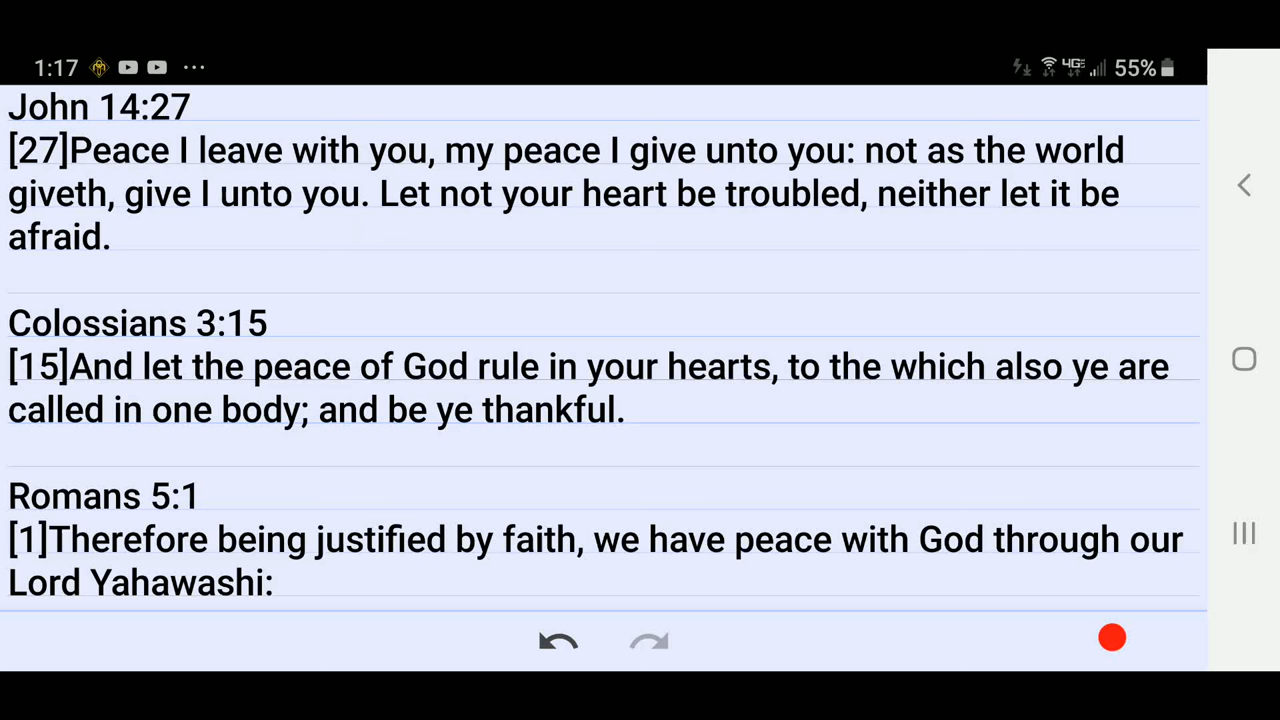 1:17 ... 4G 55%
John 14:27
[27]Peace I leave with you, my peace I give unto you: not as the world
giveth, give I unto you. Let not your heart be troubled, neither let it be
afraid.
Colossians 3:15
[15]And let the peace of God rule in your hearts, to the which also ye are
called in one body; and be ye thankful.
Romans 5:1
[1]Therefore being justified by faith, we have peace with God through our
Lord Yahawashi: